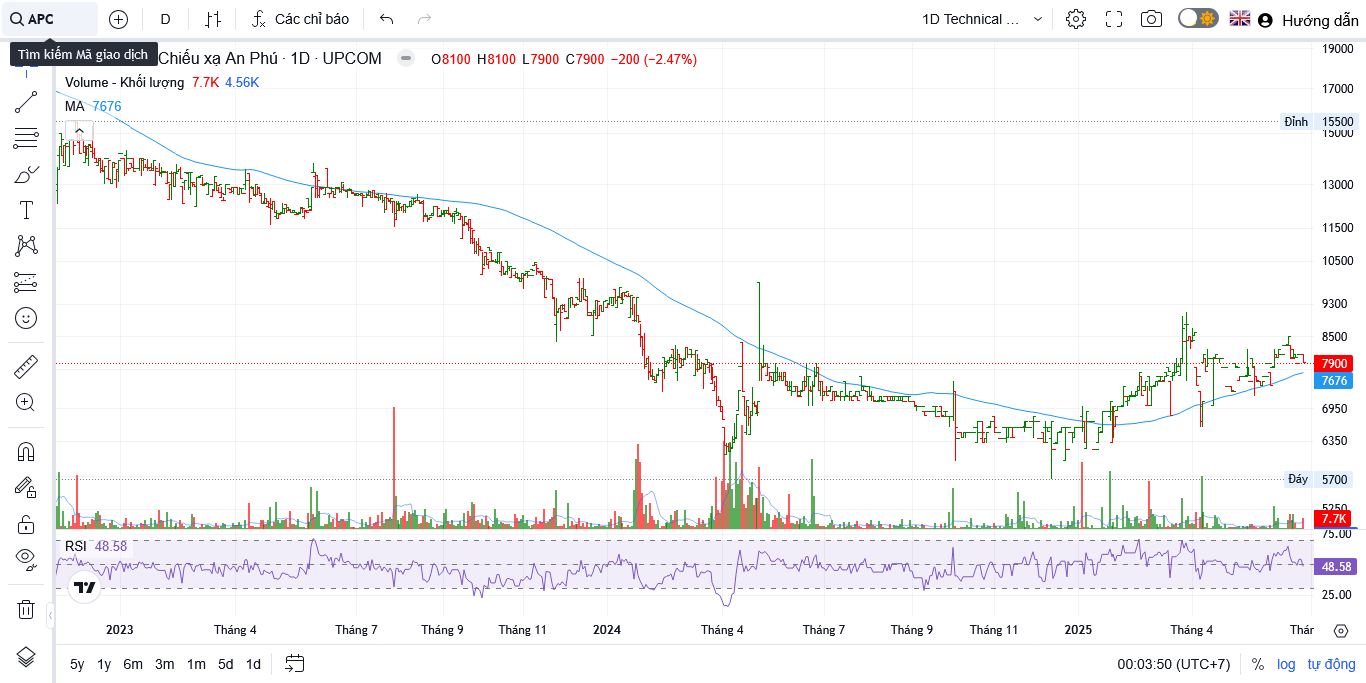 APC D Các chỉ báo 1D Technical ... Hướng dẫn
Tìm kiếm Mã giao dịch
Chiếu xạ An Phú · 1D · UPCOM O8100 H8100 L7900 C7900 −200 (−2.47%)
Volume - Khối lượng 7.7K 4.56K
MA 7676
19000
17000
Đỉnh 15500
15000
13000
11500
10500
9300
8500
7900
7676
6950
6350
Đáy 5700
5250
7.7K
75.00
RSI 48.58
48.58
25.00
2023 Tháng 4 Tháng 7 Tháng 9 Tháng 11 2024 Tháng 4 Tháng 7 Tháng 9 Tháng 11 2025 Tháng 4 Thár
5y 1y 6m 3m 1m 5d 1d 00:03:50 (UTC+7) % log tự động